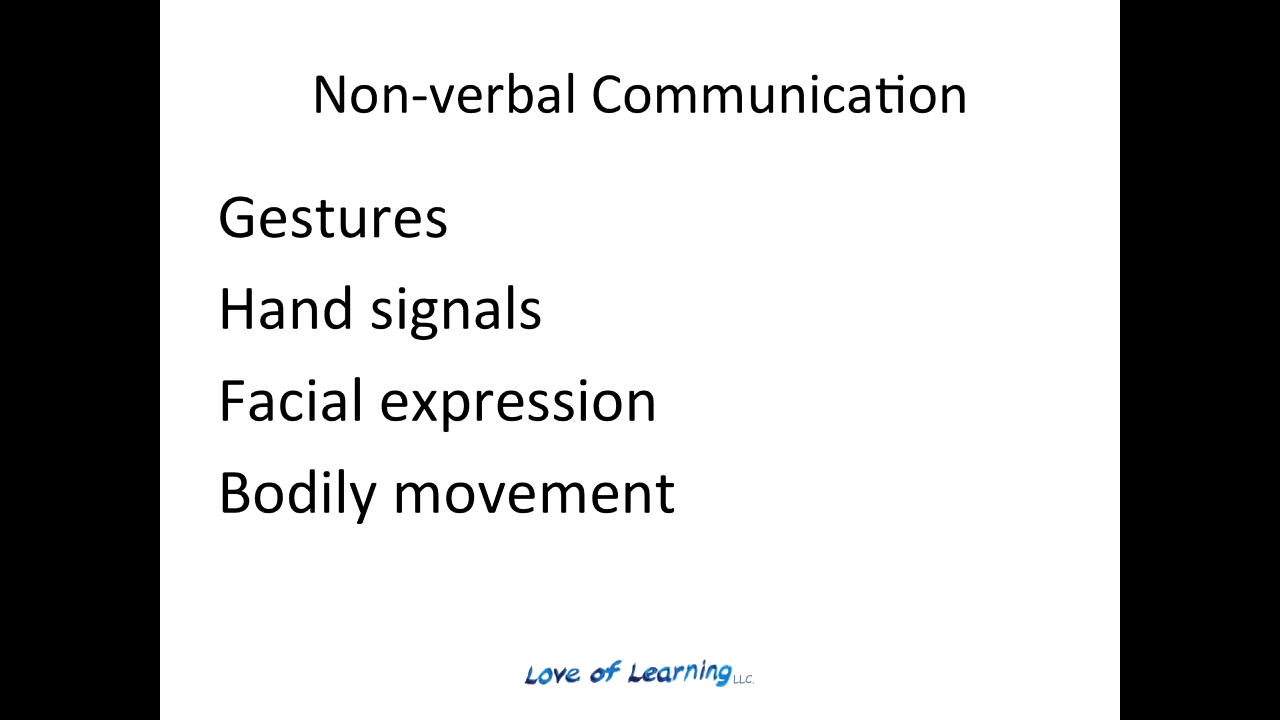 Non-verbal Communication
Gestures
Hand signals
Facial expression
Bodily movement
Love of Learning LLC.